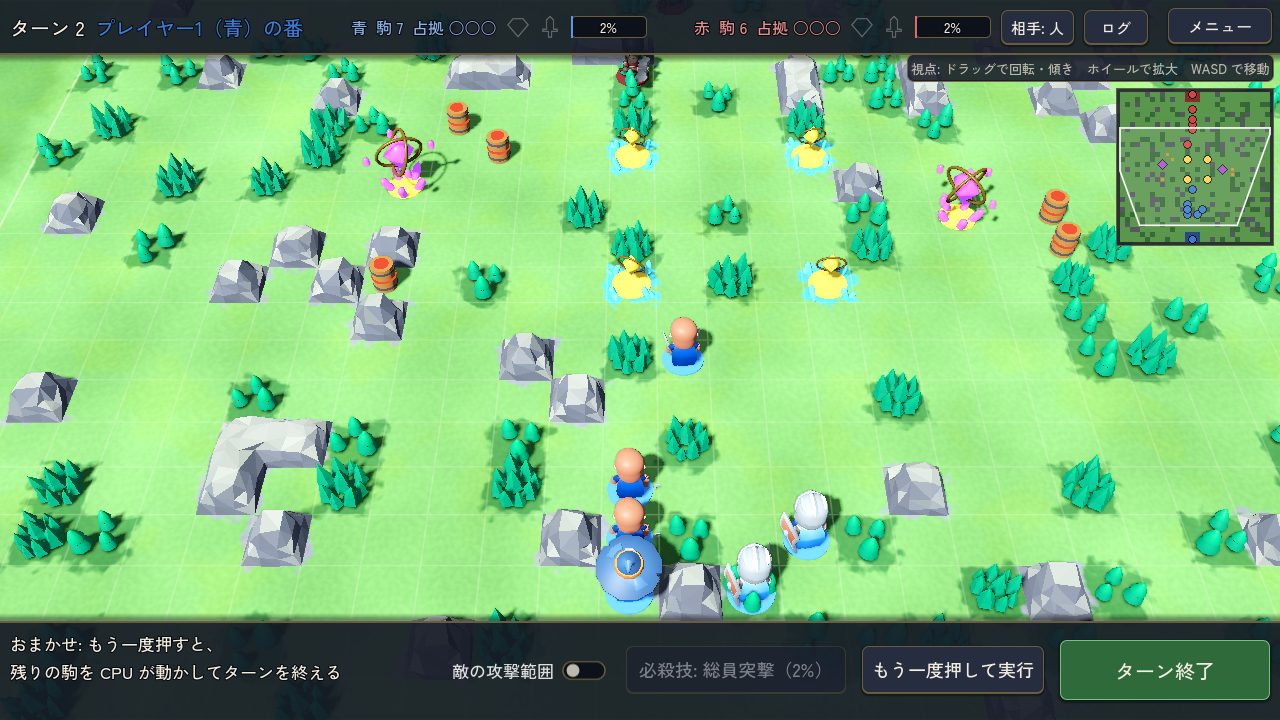 ターン 2 プレイヤー1（青）の番
青 駒 7 占拠 〇〇〇 2%
赤 駒 6 占拠 〇〇〇 2%
相手: 人
ログ
メニュー
視点: ドラッグで回転・傾き ホイールで拡大 WASD で移動
おまかせ: もう一度押すと、
残りの駒を CPU が動かしてターンを終える
敵の攻撃範囲
必殺技: 総員突撃（2%）
もう一度押して実行
ターン終了